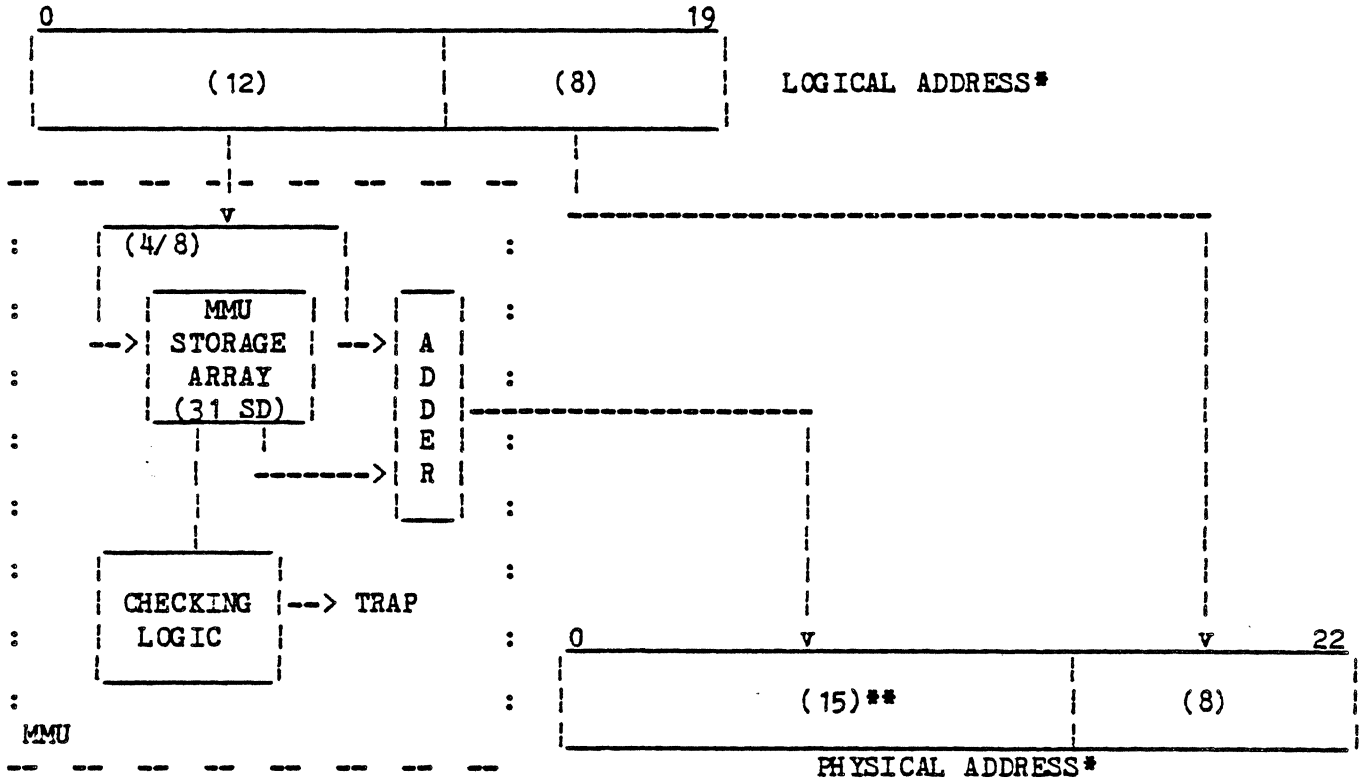 0 19
(12) (8) LOGICAL ADDRESS*
(4/8)
MMU
STORAGE
ARRAY
(31 SD)
A
D
D
E
R
CHECKING
LOGIC
--> TRAP
MMU
0 22
(15)** (8)
PHYSICAL ADDRESS*